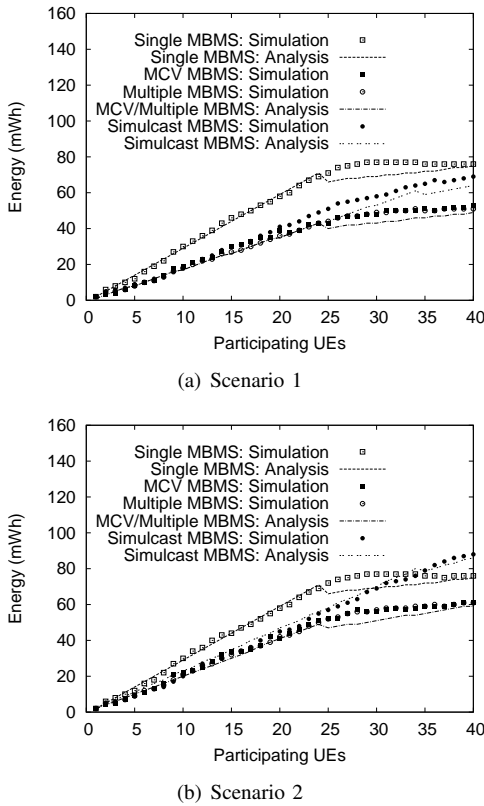 160
140
120
100
80
60
40
20
0
Energy (mWh)
Single MBMS: Simulation
Single MBMS: Analysis
MCV MBMS: Simulation
Multiple MBMS: Simulation
MCV/Multiple MBMS: Analysis
Simulcast MBMS: Simulation
Simulcast MBMS: Analysis
0 5 10 15 20 25 30 35 40
Participating UEs
(a) Scenario 1
160
140
120
100
80
60
40
20
0
Energy (mWh)
Single MBMS: Simulation
Single MBMS: Analysis
MCV MBMS: Simulation
Multiple MBMS: Simulation
MCV/Multiple MBMS: Analysis
Simulcast MBMS: Simulation
Simulcast MBMS: Analysis
0 5 10 15 20 25 30 35 40
Participating UEs
(b) Scenario 2